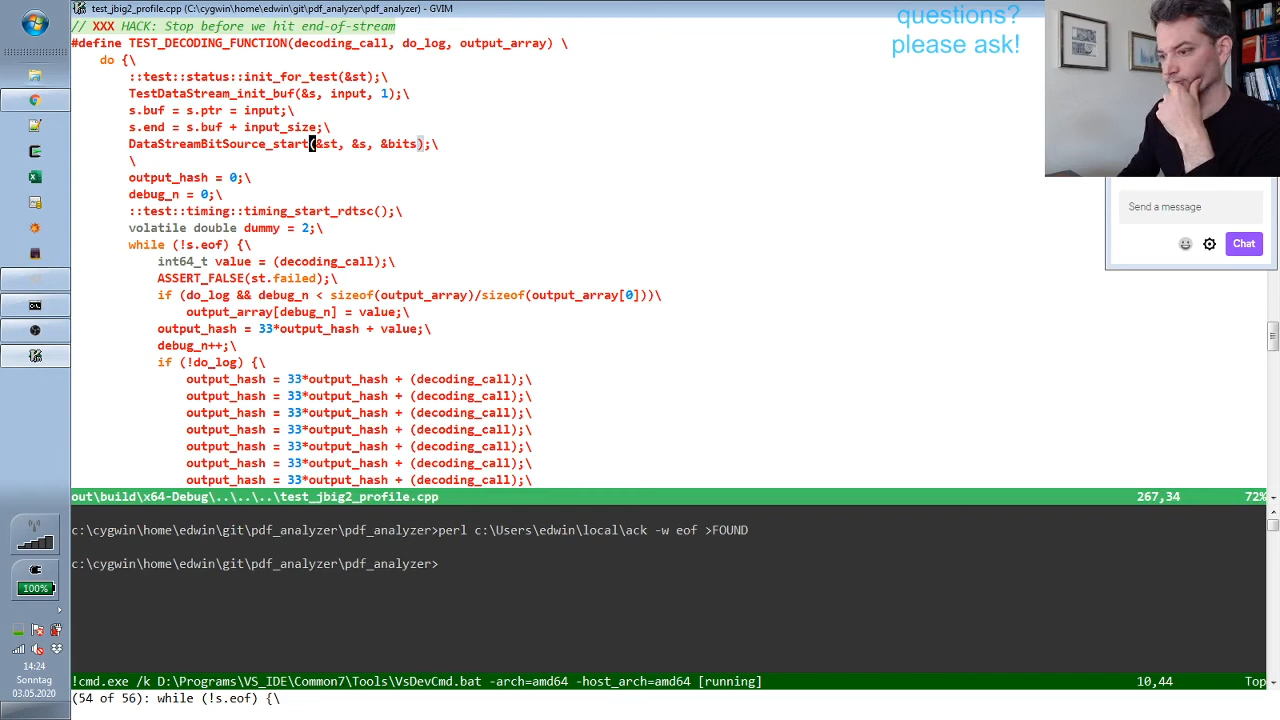 test_jbig2_profile.cpp (C:\cygwin\home\edwin\git\pdf_analyzer\pdf_analyzer) - GVIM
// XXX HACK: Stop before we hit end-of-stream
#define TEST_DECODING_FUNCTION(decoding_call, do_log, output_array) \
do {\
::test::status::init_for_test(&st);\
TestDataStream_init_buf(&s, input, 1);\
s.buf = s.ptr = input;\
s.end = s.buf + input_size;\
DataStreamBitSource_start(&st, &s, &bits);\
\
output_hash = 0;\
debug_n = 0;\
::test::timing::timing_start_rdtsc();\
volatile double dummy = 2;\
while (!s.eof) {\
int64_t value = (decoding_call);\
ASSERT_FALSE(st.failed);\
if (do_log && debug_n < sizeof(output_array)/sizeof(output_array[0]))\
output_array[debug_n] = value;\
output_hash = 33*output_hash + value;\
debug_n++;\
if (!do_log) {\
output_hash = 33*output_hash + (decoding_call);\
output_hash = 33*output_hash + (decoding_call);\
output_hash = 33*output_hash + (decoding_call);\
output_hash = 33*output_hash + (decoding_call);\
output_hash = 33*output_hash + (decoding_call);\
output_hash = 33*output_hash + (decoding_call);\
output_hash = 33*output_hash + (decoding_call);\
out\build\x64-Debug\..\..\..\test_jbig2_profile.cpp 267,34 72%
c:\cygwin\home\edwin\git\pdf_analyzer\pdf_analyzer>perl c:\Users\edwin\local\ack -w eof >FOUND
c:\cygwin\home\edwin\git\pdf_analyzer\pdf_analyzer>
!cmd.exe /k D:\Programs\VS_IDE\Common7\Tools\VsDevCmd.bat -arch=amd64 -host_arch=amd64 [running] 10,44 Top
(54 of 56): while (!s.eof) {\
questions?
please ask!
Send a message
Chat
100%
14:24
Sonntag
03.05.2020